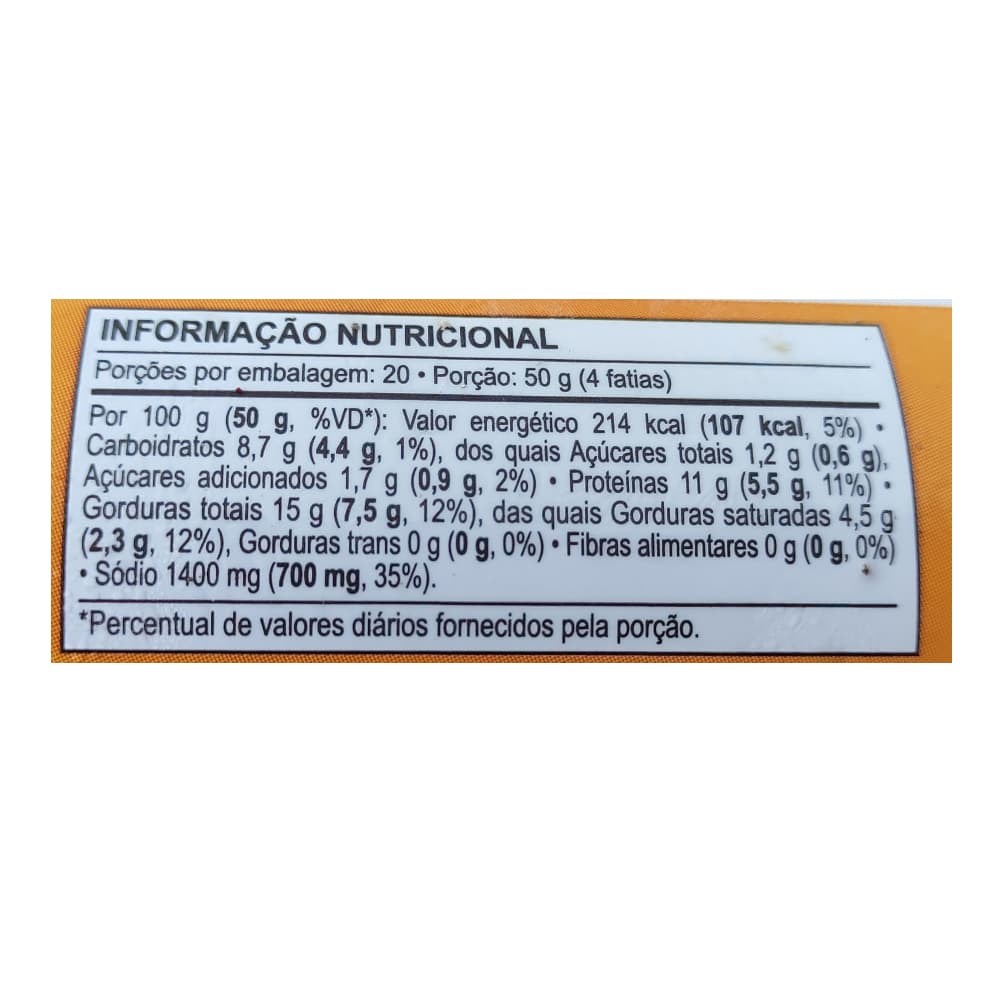 INFORMAÇÃO NUTRICIONAL
Porções por embalagem: 20 • Porção: 50 g (4 fatias)
Por 100 g (50 g, %VD*): Valor energético 214 kcal (107 kcal, 5%) •
Carboidratos 8,7 g (4,4 g, 1%), dos quais Açúcares totais 1,2 g (0,6 g),
Açúcares adicionados 1,7 g (0,9 g, 2%) • Proteínas 11 g (5,5 g, 11%) •
Gorduras totais 15 g (7,5 g, 12%), das quais Gorduras saturadas 4,5 g
(2,3 g, 12%), Gorduras trans 0 g (0 g, 0%) • Fibras alimentares 0 g (0 g, 0%)
• Sódio 1400 mg (700 mg, 35%).
*Percentual de valores diários fornecidos pela porção.